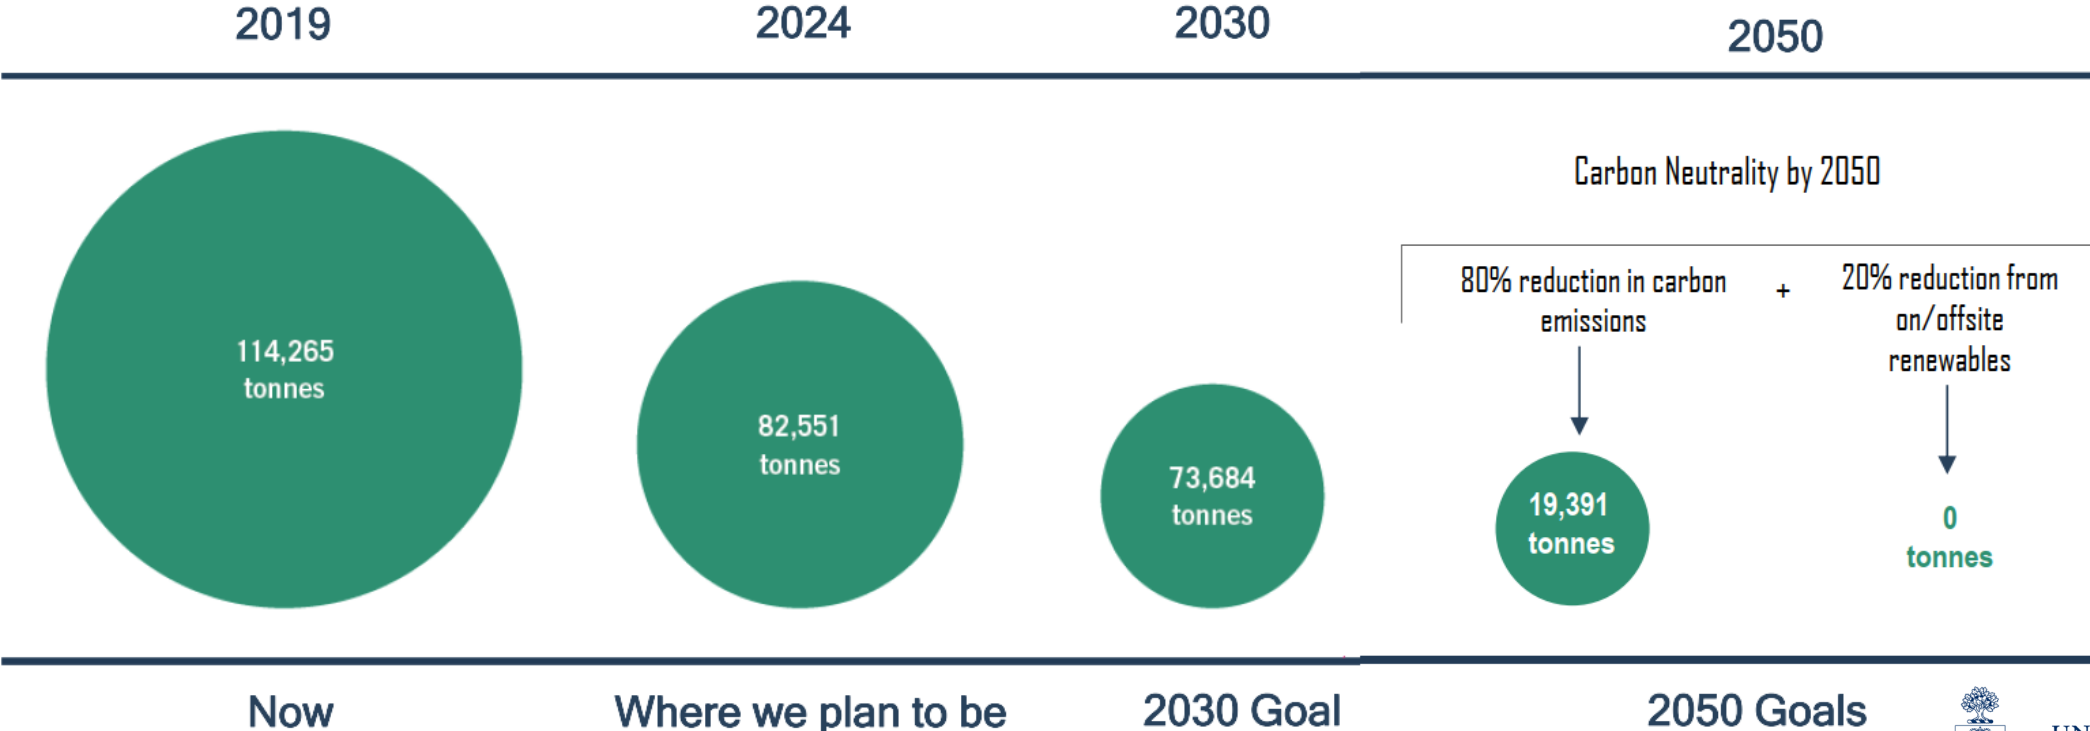 2019
2024
2030
2050
114,265
tonnes
82,551
tonnes
73,684
tonnes
Carbon Neutrality by 2050
80% reduction in carbon
emissions
+
20% reduction from
on/offsite
renewables
19,391
tonnes
0
tonnes
Now
Where we plan to be
2030 Goal
2050 Goals